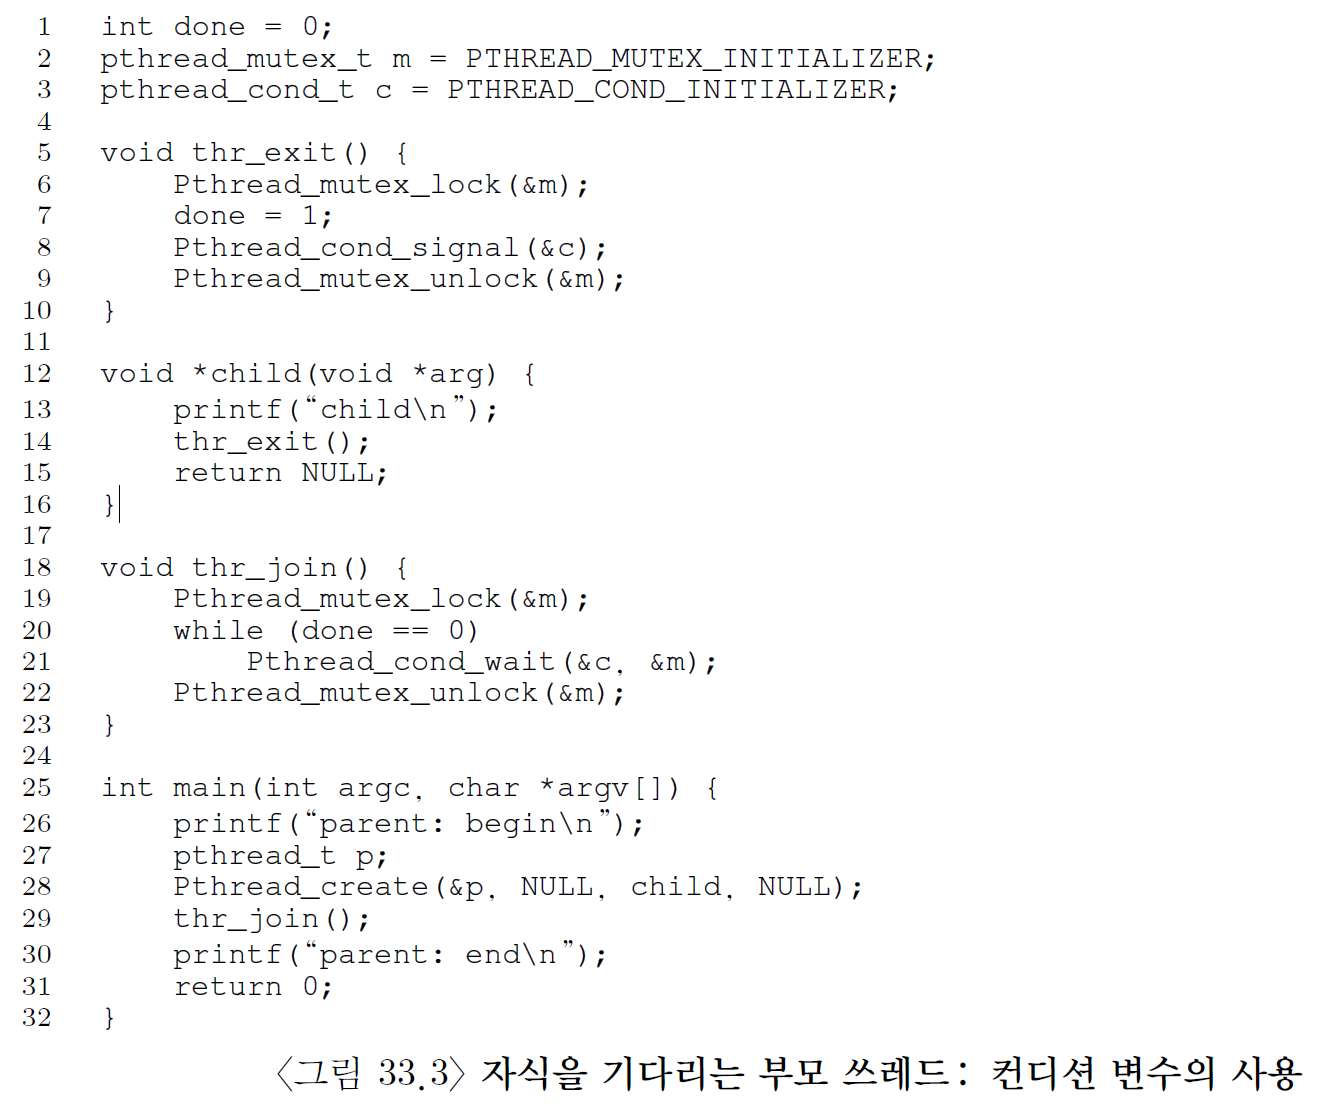 1 int done = 0;
2 pthread_mutex_t m = PTHREAD_MUTEX_INITIALIZER;
3 pthread_cond_t c = PTHREAD_COND_INITIALIZER;
4
5 void thr_exit() {
6 Pthread_mutex_lock(&m);
7 done = 1;
8 Pthread_cond_signal(&c);
9 Pthread_mutex_unlock(&m);
10 }
11
12 void *child(void *arg) {
13 printf(“child\n”);
14 thr_exit();
15 return NULL;
16 }
17
18 void thr_join() {
19 Pthread_mutex_lock(&m);
20 while (done == 0)
21 Pthread_cond_wait(&c, &m);
22 Pthread_mutex_unlock(&m);
23 }
24
25 int main(int argc, char *argv[]) {
26 printf(“parent: begin\n”);
27 pthread_t p;
28 Pthread_create(&p, NULL, child, NULL);
29 thr_join();
30 printf(“parent: end\n”);
31 return 0;
32 }
〈그림 33.3〉 자식을 기다리는 부모 쓰레드: 컨디션 변수의 사용